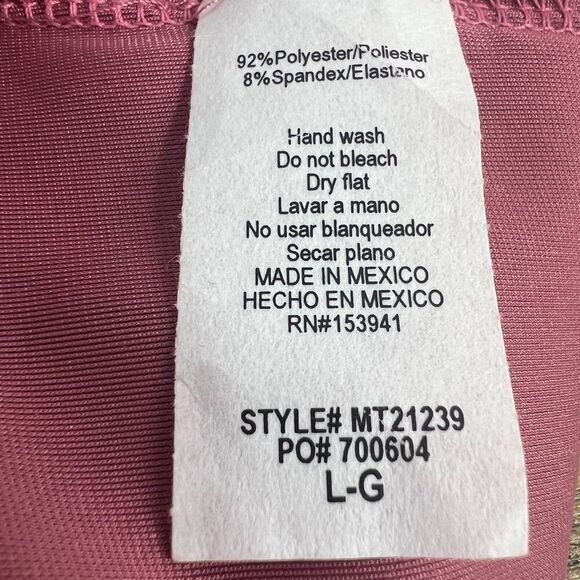 92%Polyester/Poliester
8%Spandex/Elastano
Hand wash
Do not bleach
Dry flat
Lavar a mano
No usar blanqueador
Secar plano
MADE IN MEXICO
HECHO EN MEXICO
RN#153941
STYLE# MT21239
PO# 700604
L-G